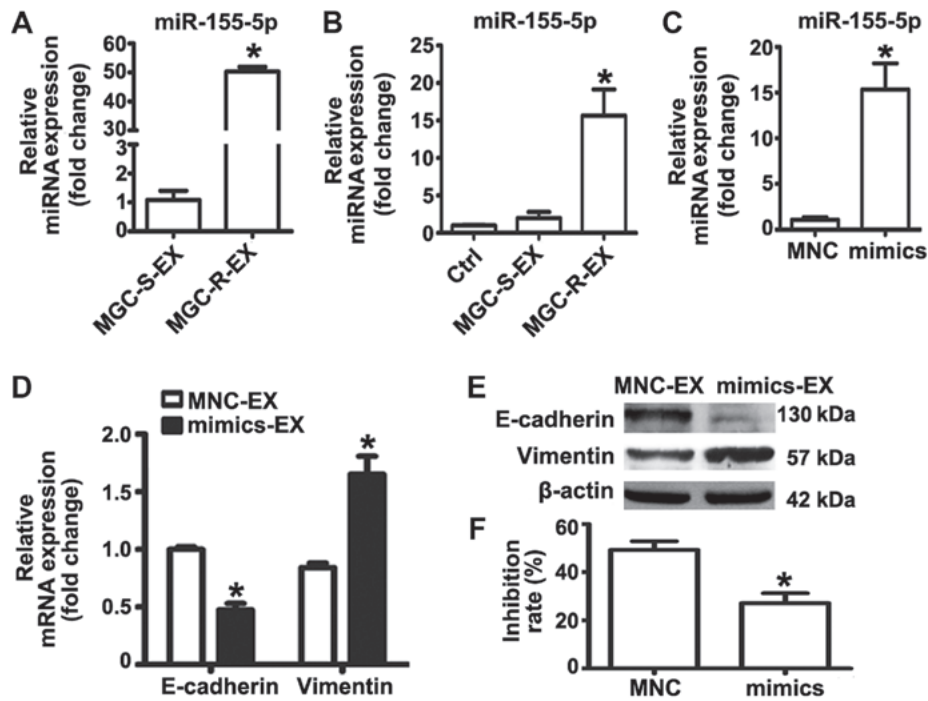 A
miR-155-5p
Relative
miRNA expression
(fold change)
60
50
40
30
3
2
1
0
*
MGC-S-EX
MGC-R-EX
B
miR-155-5p
Relative
miRNA expression
(fold change)
25
20
15
10
5
0
*
Ctrl
MGC-S-EX
MGC-R-EX
C
miR-155-5p
Relative
miRNA expression
(fold change)
20
15
10
5
0
*
MNC
mimics
D
MNC-EX
mimics-EX
Relative
mRNA expression
(fold change)
2.0
1.5
1.0
0.5
0
*
*
E-cadherin
Vimentin
E
MNC-EX mimics-EX
E-cadherin
130 kDa
Vimentin
57 kDa
β-actin
42 kDa
F
Inhibition
rate (%)
60
40
20
0
*
MNC
mimics